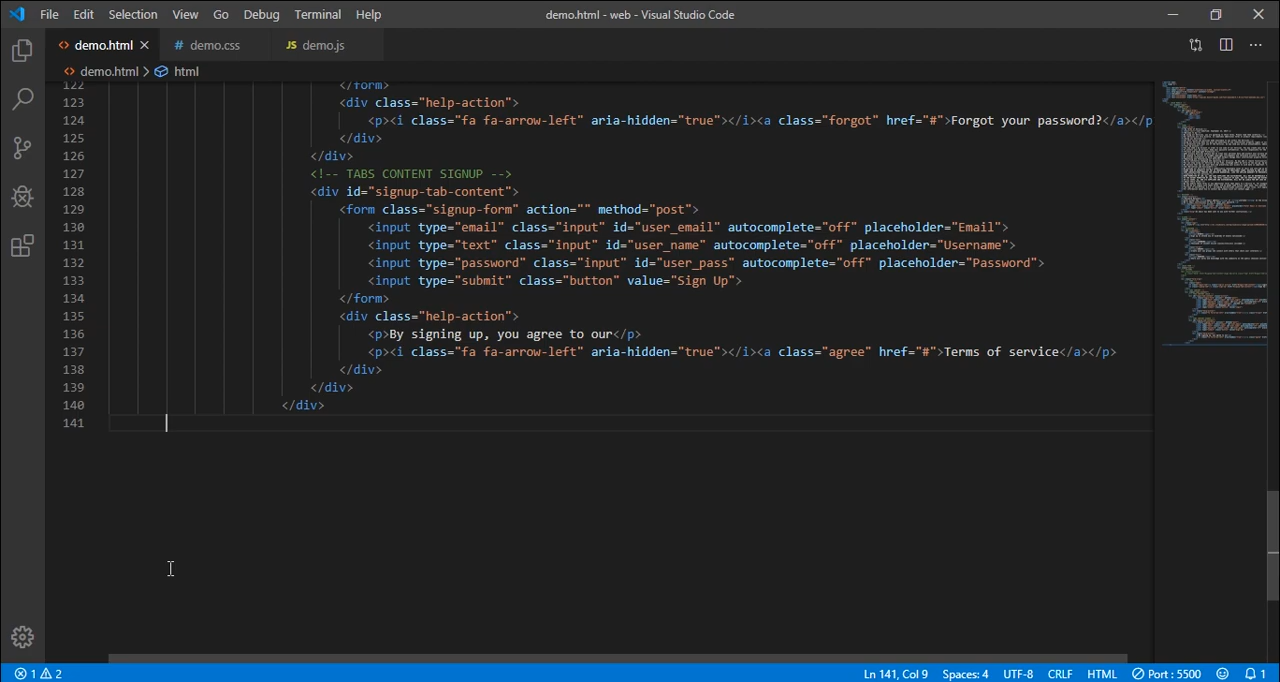 File Edit Selection View Go Debug Terminal Help demo.html - web - Visual Studio Code
<> demo.html × # demo.css JS demo.js
<> demo.html > html
122 </form>
123 <div class="help-action">
124 <p><i class="fa fa-arrow-left" aria-hidden="true"></i><a class="forgot" href="#">Forgot your password?</a></p
125 </div>
126 </div>
127 <!-- TABS CONTENT SIGNUP -->
128 <div id="signup-tab-content">
129 <form class="signup-form" action="" method="post">
130 <input type="email" class="input" id="user_email" autocomplete="off" placeholder="Email">
131 <input type="text" class="input" id="user_name" autocomplete="off" placeholder="Username">
132 <input type="password" class="input" id="user_pass" autocomplete="off" placeholder="Password">
133 <input type="submit" class="button" value="Sign Up">
134 </form>
135 <div class="help-action">
136 <p>By signing up, you agree to our</p>
137 <p><i class="fa fa-arrow-left" aria-hidden="true"></i><a class="agree" href="#">Terms of service</a></p>
138 </div>
139 </div>
140 </div>
141
1 2 Ln 141, Col 9 Spaces: 4 UTF-8 CRLF HTML Port : 5500 1